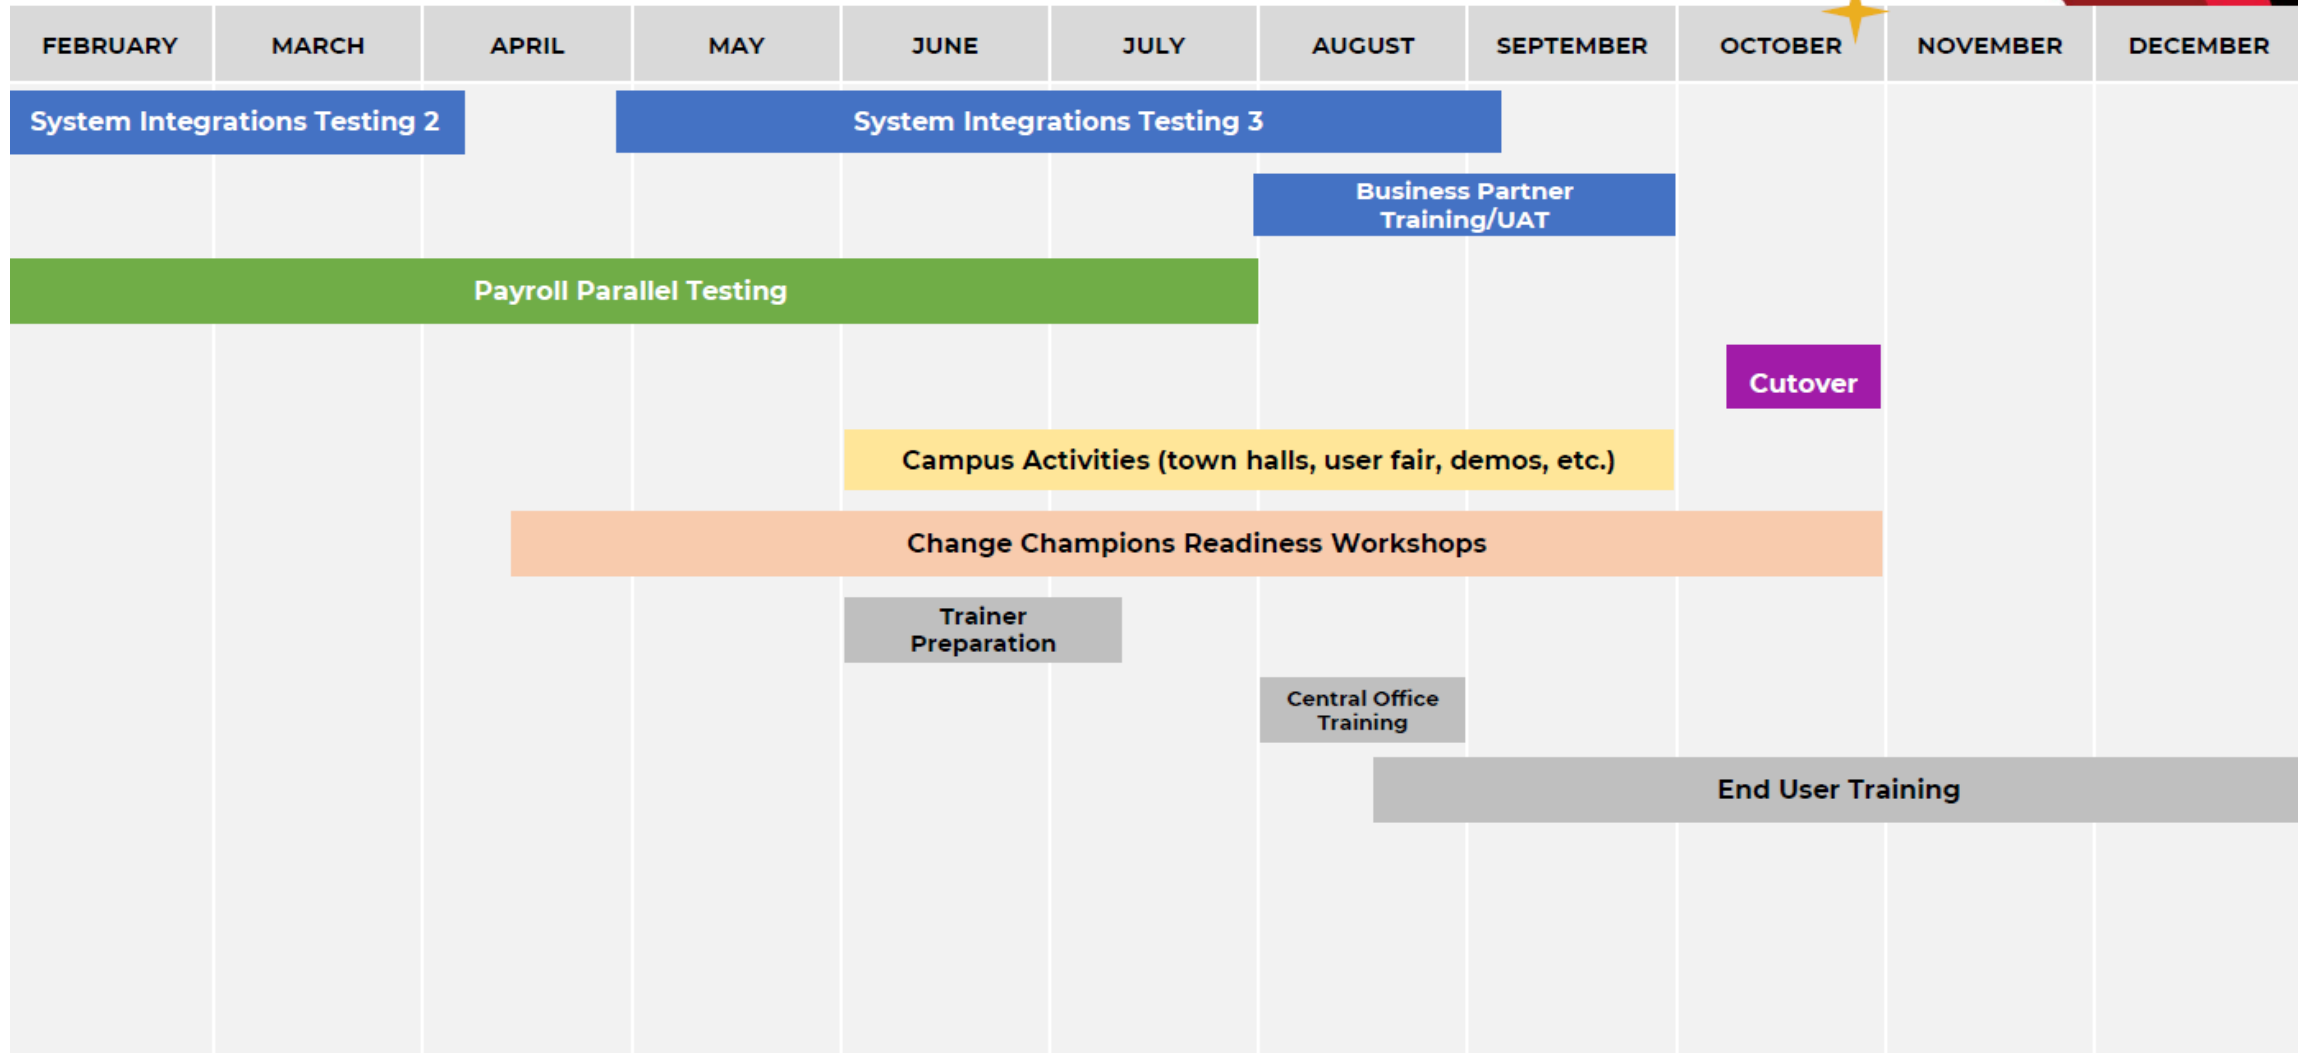 FEBRUARY
MARCH
APRIL
MAY
JUNE
JULY
AUGUST
SEPTEMBER
OCTOBER
NOVEMBER
DECEMBER
System Integrations Testing 2
System Integrations Testing 3
Business Partner
Training/UAT
Payroll Parallel Testing
Cutover
Campus Activities (town halls, user fair, demos, etc.)
Change Champions Readiness Workshops
Trainer
Preparation
Central Office
Training
End User Training